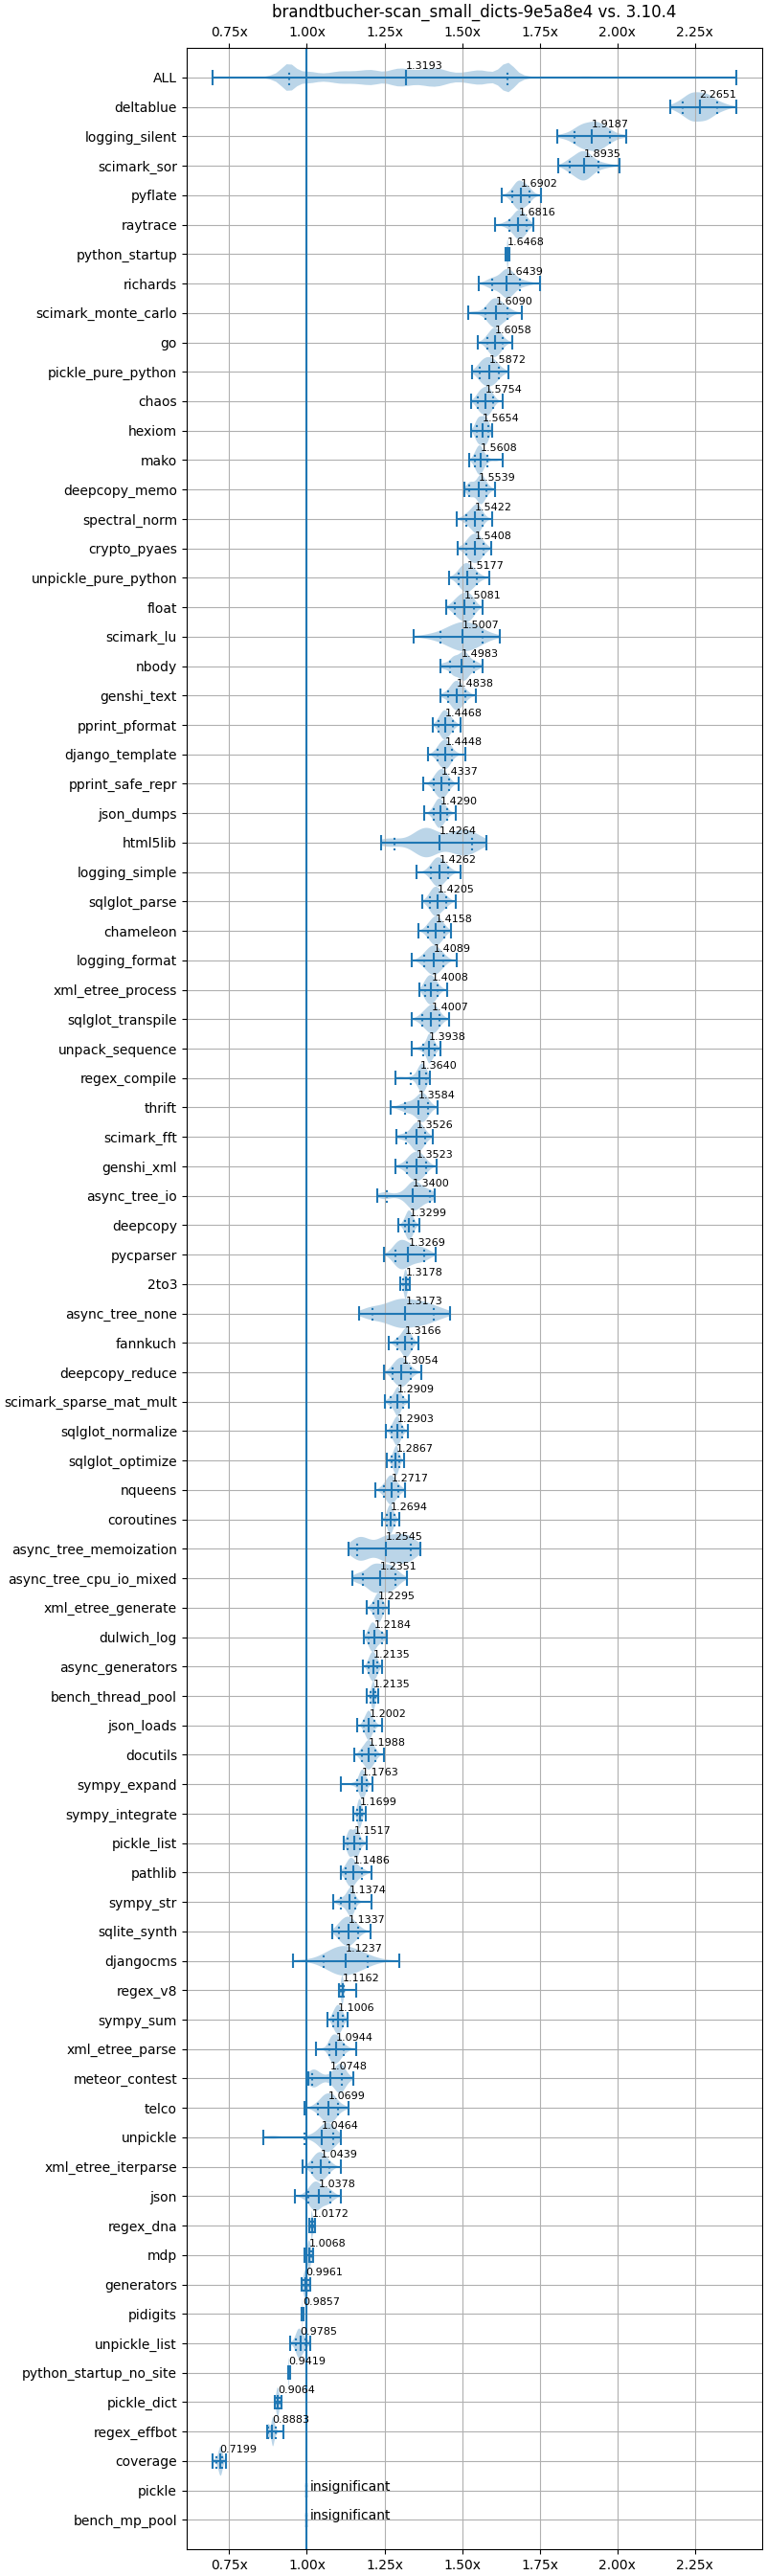 brandtbucher-scan_small_dicts-9e5a8e4 vs. 3.10.4
0.75x 1.00x 1.25x 1.50x 1.75x 2.00x 2.25x
ALL 1.3193
deltablue 2.2651
logging_silent 1.9187
scimark_sor 1.8935
pyflate 1.6902
raytrace 1.6816
python_startup 1.6468
richards 1.6439
scimark_monte_carlo 1.6090
go 1.6058
pickle_pure_python 1.5872
chaos 1.5754
hexiom 1.5654
mako 1.5608
deepcopy_memo 1.5539
spectral_norm 1.5422
crypto_pyaes 1.5408
unpickle_pure_python 1.5177
float 1.5081
scimark_lu 1.5007
nbody 1.4983
genshi_text 1.4838
pprint_pformat 1.4468
django_template 1.4448
pprint_safe_repr 1.4337
json_dumps 1.4290
html5lib 1.4264
logging_simple 1.4262
sqlglot_parse 1.4205
chameleon 1.4158
logging_format 1.4089
xml_etree_process 1.4008
sqlglot_transpile 1.4007
unpack_sequence 1.3938
regex_compile 1.3640
thrift 1.3584
scimark_fft 1.3526
genshi_xml 1.3523
async_tree_io 1.3400
deepcopy 1.3299
pycparser 1.3269
2to3 1.3178
async_tree_none 1.3173
fannkuch 1.3166
deepcopy_reduce 1.3054
scimark_sparse_mat_mult 1.2909
sqlglot_normalize 1.2903
sqlglot_optimize 1.2867
nqueens 1.2717
coroutines 1.2694
async_tree_memoization 1.2545
async_tree_cpu_io_mixed 1.2351
xml_etree_generate 1.2295
dulwich_log 1.2184
async_generators 1.2135
bench_thread_pool 1.2135
json_loads 1.2002
docutils 1.1988
sympy_expand 1.1763
sympy_integrate 1.1699
pickle_list 1.1517
pathlib 1.1486
sympy_str 1.1374
sqlite_synth 1.1337
djangocms 1.1237
regex_v8 1.1162
sympy_sum 1.1006
xml_etree_parse 1.0944
meteor_contest 1.0748
telco 1.0699
unpickle 1.0464
xml_etree_iterparse 1.0439
json 1.0378
regex_dna 1.0172
mdp 1.0068
generators 0.9961
pidigits 0.9857
unpickle_list 0.9785
python_startup_no_site 0.9419
pickle_dict 0.9064
regex_effbot 0.8883
coverage 0.7199
pickle insignificant
bench_mp_pool insignificant
0.75x 1.00x 1.25x 1.50x 1.75x 2.00x 2.25x